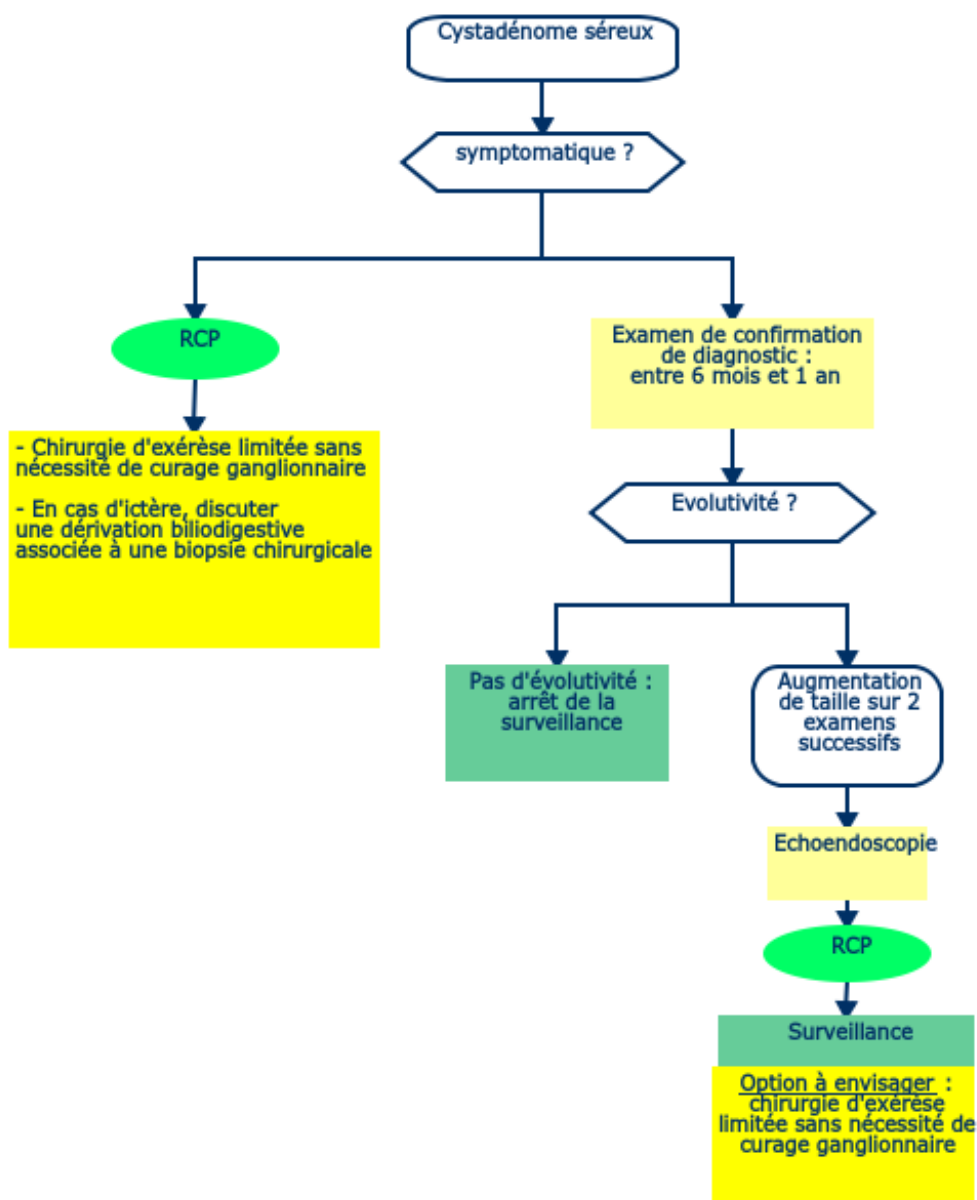 Cystadénome séreux
symptomatique ?
RCP
- Chirurgie d'exérèse limitée sans
nécessité de curage ganglionnaire
- En cas d'ictère, discuter
une dérivation biliodigestive
associée à une biopsie chirurgicale
Examen de confirmation
de diagnostic :
entre 6 mois et 1 an
Evolutivité ?
Pas d'évolutivité :
arrêt de la
surveillance
Augmentation
de taille sur 2
examens
successifs
Echoendoscopie
RCP
Surveillance
Option à envisager :
chirurgie d'exérèse
limitée sans nécessité de
curage ganglionnaire